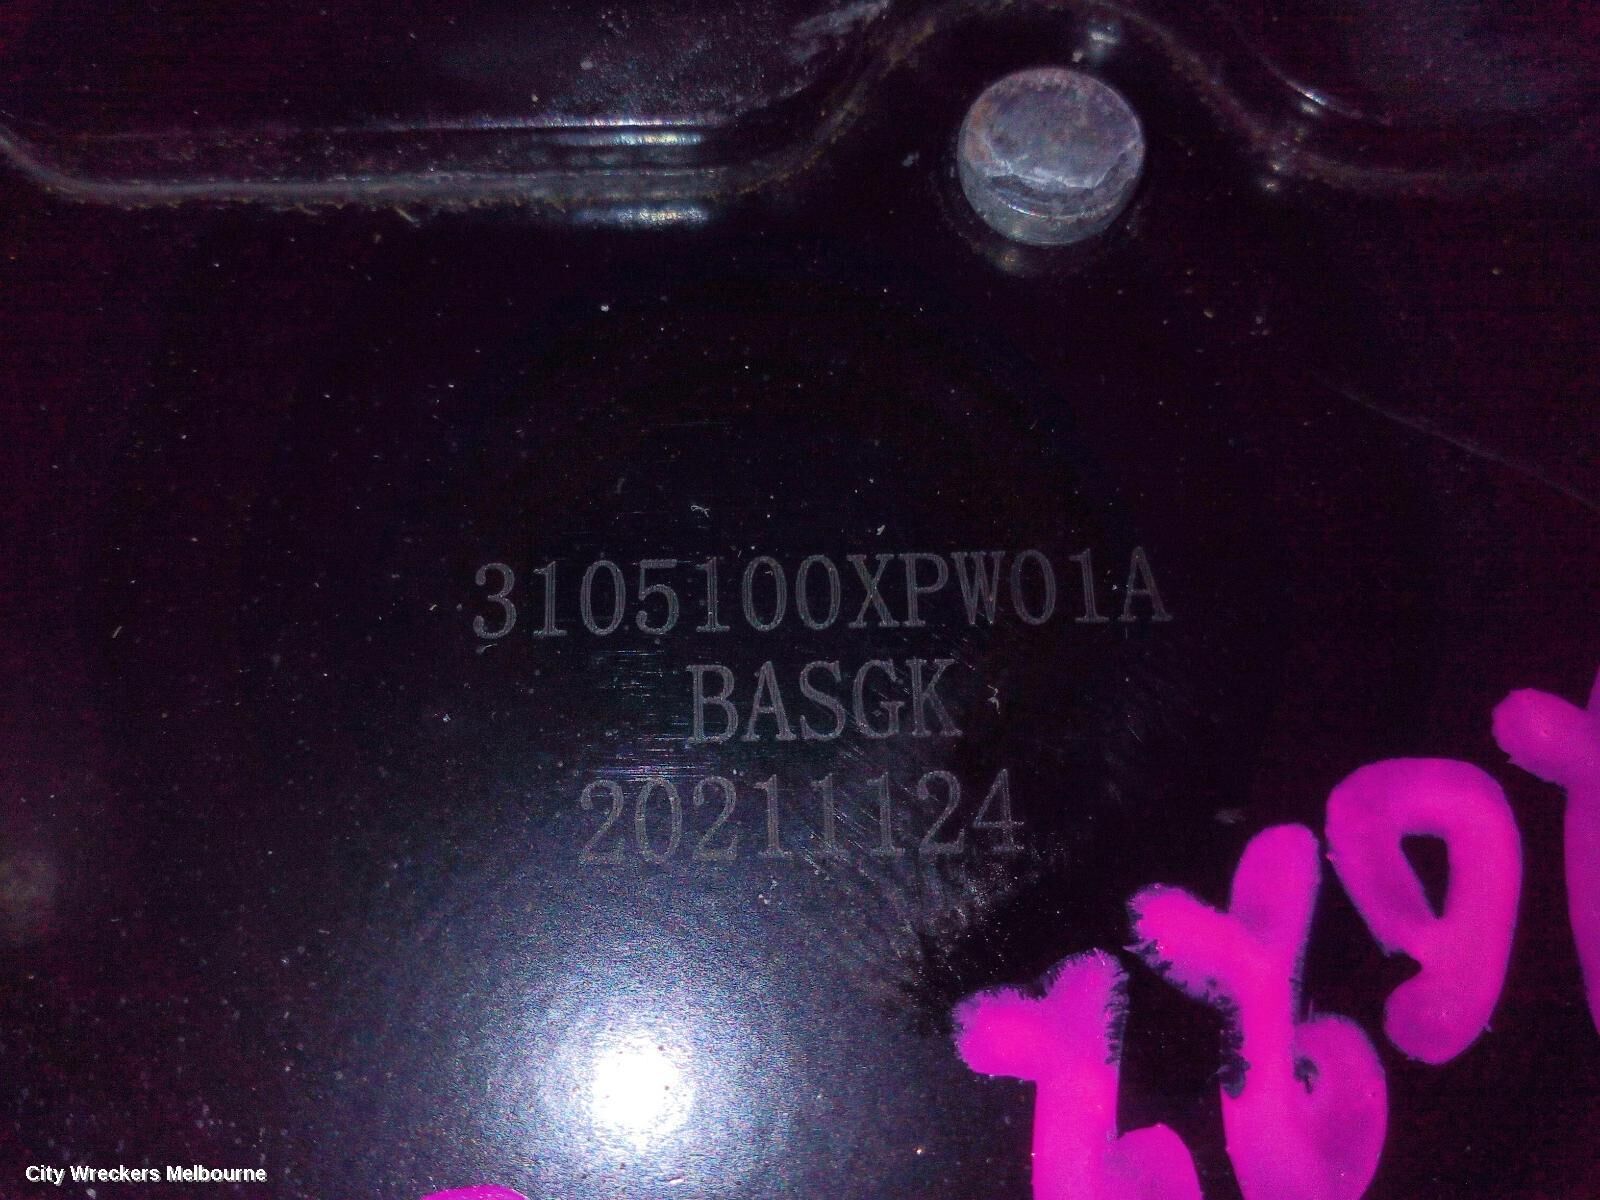 3105100XPW01A
BASGK
20211124
City Wreckers Melbourne